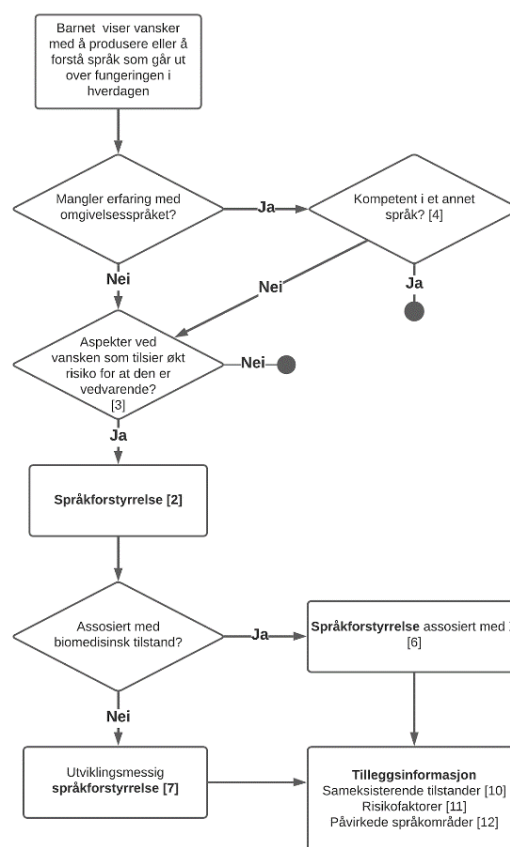 Barnet viser vansker
med å produsere eller å
forstå språk som går ut
over fungeringen i
hverdagen
Mangler erfaring med
omgivelsesspråket?
Ja
Kompetent i et annet
språk? [4]
Nei
Nei
Ja
Aspekter ved
vansken som tilsier økt
risiko for at den er
vedvarende?
[3]
Nei
Ja
Språkforstyrrelse [2]
Assosiert med
biomedisinsk tilstand?
Ja
Språkforstyrrelse assosiert med
[6]
Nei
Utviklingsmessig
språkforstyrrelse [7]
Tilleggsinformasjon
Sameksisterende tilstander [10]
Risikofaktorer [11]
Påvirkede språkområder [12]